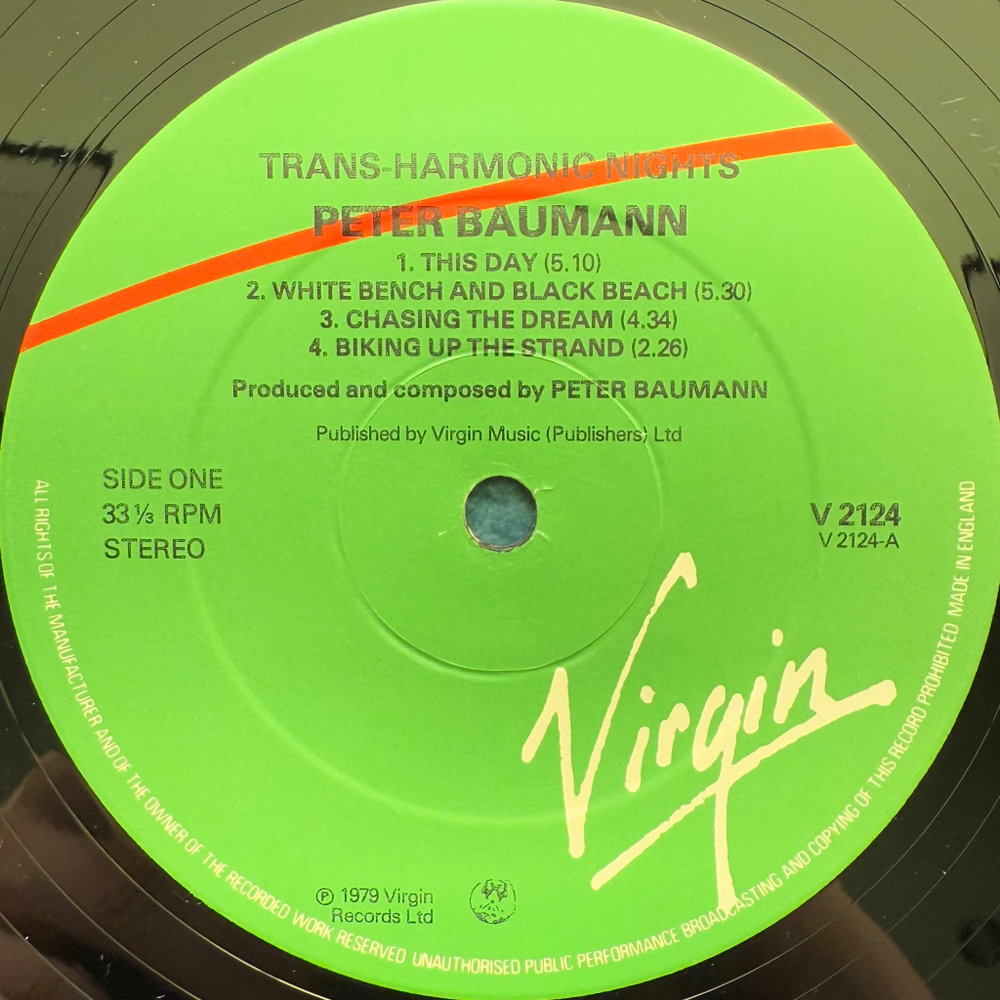 TRANS-HARMONIC NIGHTS
PETER BAUMANN
1. THIS DAY (5.10)
2. WHITE BENCH AND BLACK BEACH (5.30)
3. CHASING THE DREAM (4.34)
4. BIKING UP THE STRAND (2.26)
Produced and composed by PETER BAUMANN
Published by Virgin Music (Publishers) Ltd
SIDE ONE
33⅓ RPM
STEREO
V 2124
V 2124-A
Virgin
℗ 1979 Virgin
Records Ltd
ALL RIGHTS OF THE MANUFACTURER AND OF THE OWNER OF THE RECORDED WORK RESERVED UNAUTHORISED PUBLIC PERFORMANCE BROADCASTING AND COPYING OF THIS RECORD PROHIBITED MADE IN ENGLAND